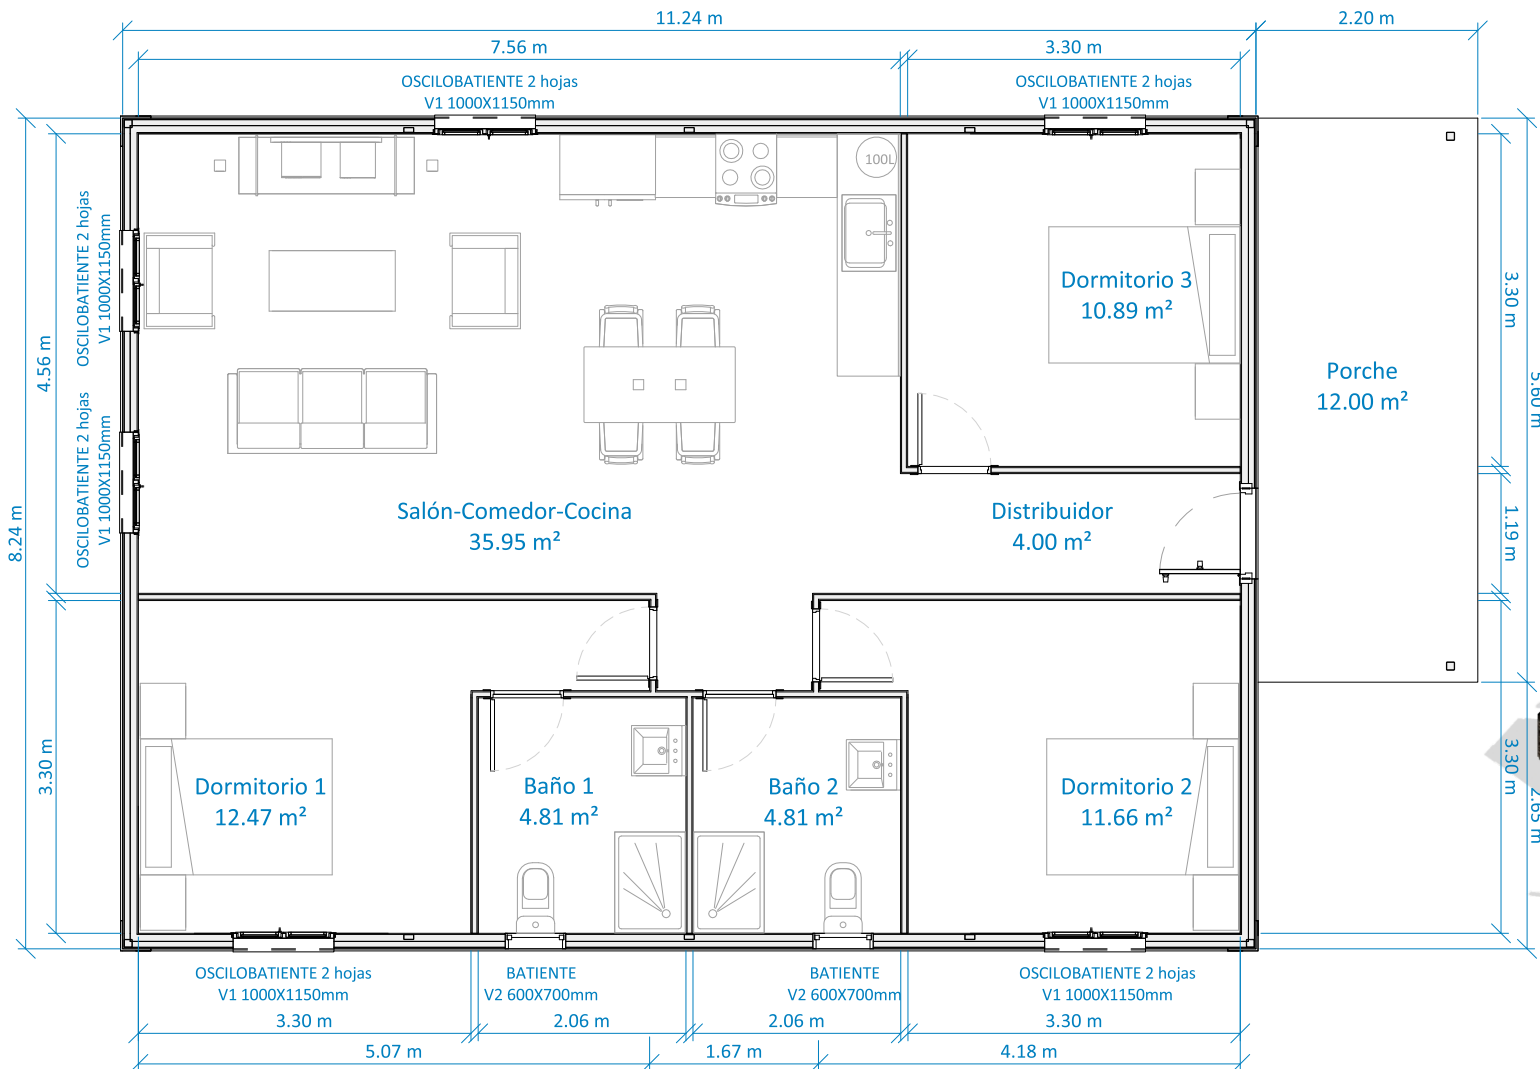 11.24 m
2.20 m
7.56 m
3.30 m
OSCILOBATIENTE 2 hojas
V1 1000X1150mm
OSCILOBATIENTE 2 hojas
V1 1000X1150mm
100L
OSCILOBATIENTE 2 hojas
V1 1000X1150mm
Dormitorio 3
10.89 m²
3.30 m
4.56 m
Porche
12.00 m²
5.60 m
OSCILOBATIENTE 2 hojas
V1 1000X1150mm
Salón-Comedor-Cocina
35.95 m²
Distribuidor
4.00 m²
1.19 m
8.24 m
3.30 m
Dormitorio 1
12.47 m²
Baño 1
4.81 m²
Baño 2
4.81 m²
Dormitorio 2
11.66 m²
3.30 m
2.65 m
OSCILOBATIENTE 2 hojas
V1 1000X1150mm
BATIENTE
V2 600X700mm
BATIENTE
V2 600X700mm
OSCILOBATIENTE 2 hojas
V1 1000X1150mm
3.30 m
2.06 m
2.06 m
3.30 m
5.07 m
1.67 m
4.18 m